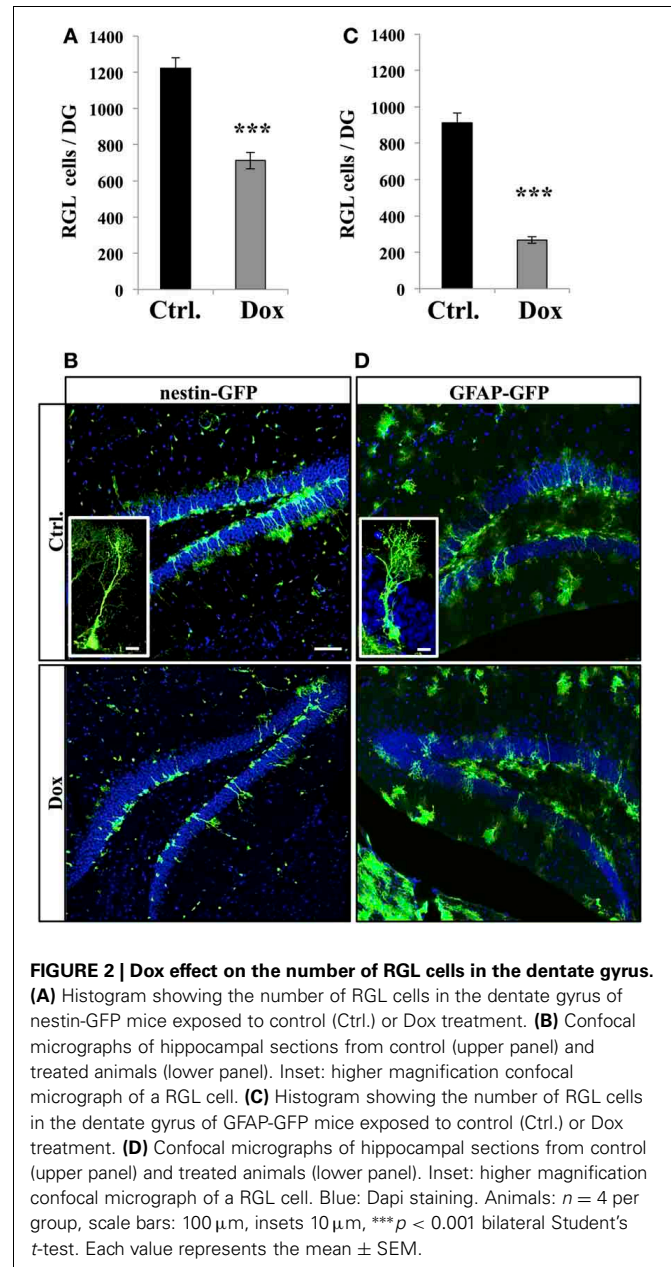 A
1400
1200
1000
800
600
400
200
0
RGL cells / DG
***
Ctrl. Dox
C
1400
1200
1000
800
600
400
200
0
RGL cells / DG
***
Ctrl. Dox
B
nestin-GFP
D
GFAP-GFP
Ctrl.
Dox
FIGURE 2 | Dox effect on the number of RGL cells in the dentate gyrus.
(A) Histogram showing the number of RGL cells in the dentate gyrus of
nestin-GFP mice exposed to control (Ctrl.) or Dox treatment. (B) Confocal
micrographs of hippocampal sections from control (upper panel) and
treated animals (lower panel). Inset: higher magnification confocal
micrograph of a RGL cell. (C) Histogram showing the number of RGL cells
in the dentate gyrus of GFAP-GFP mice exposed to control (Ctrl.) or Dox
treatment. (D) Confocal micrographs of hippocampal sections from control
(upper panel) and treated animals (lower panel). Inset: higher magnification
confocal micrograph of a RGL cell. Blue: Dapi staining. Animals: n = 4 per
group, scale bars: 100 μm, insets 10 μm, ***p < 0.001 bilateral Student's
t-test. Each value represents the mean ± SEM.